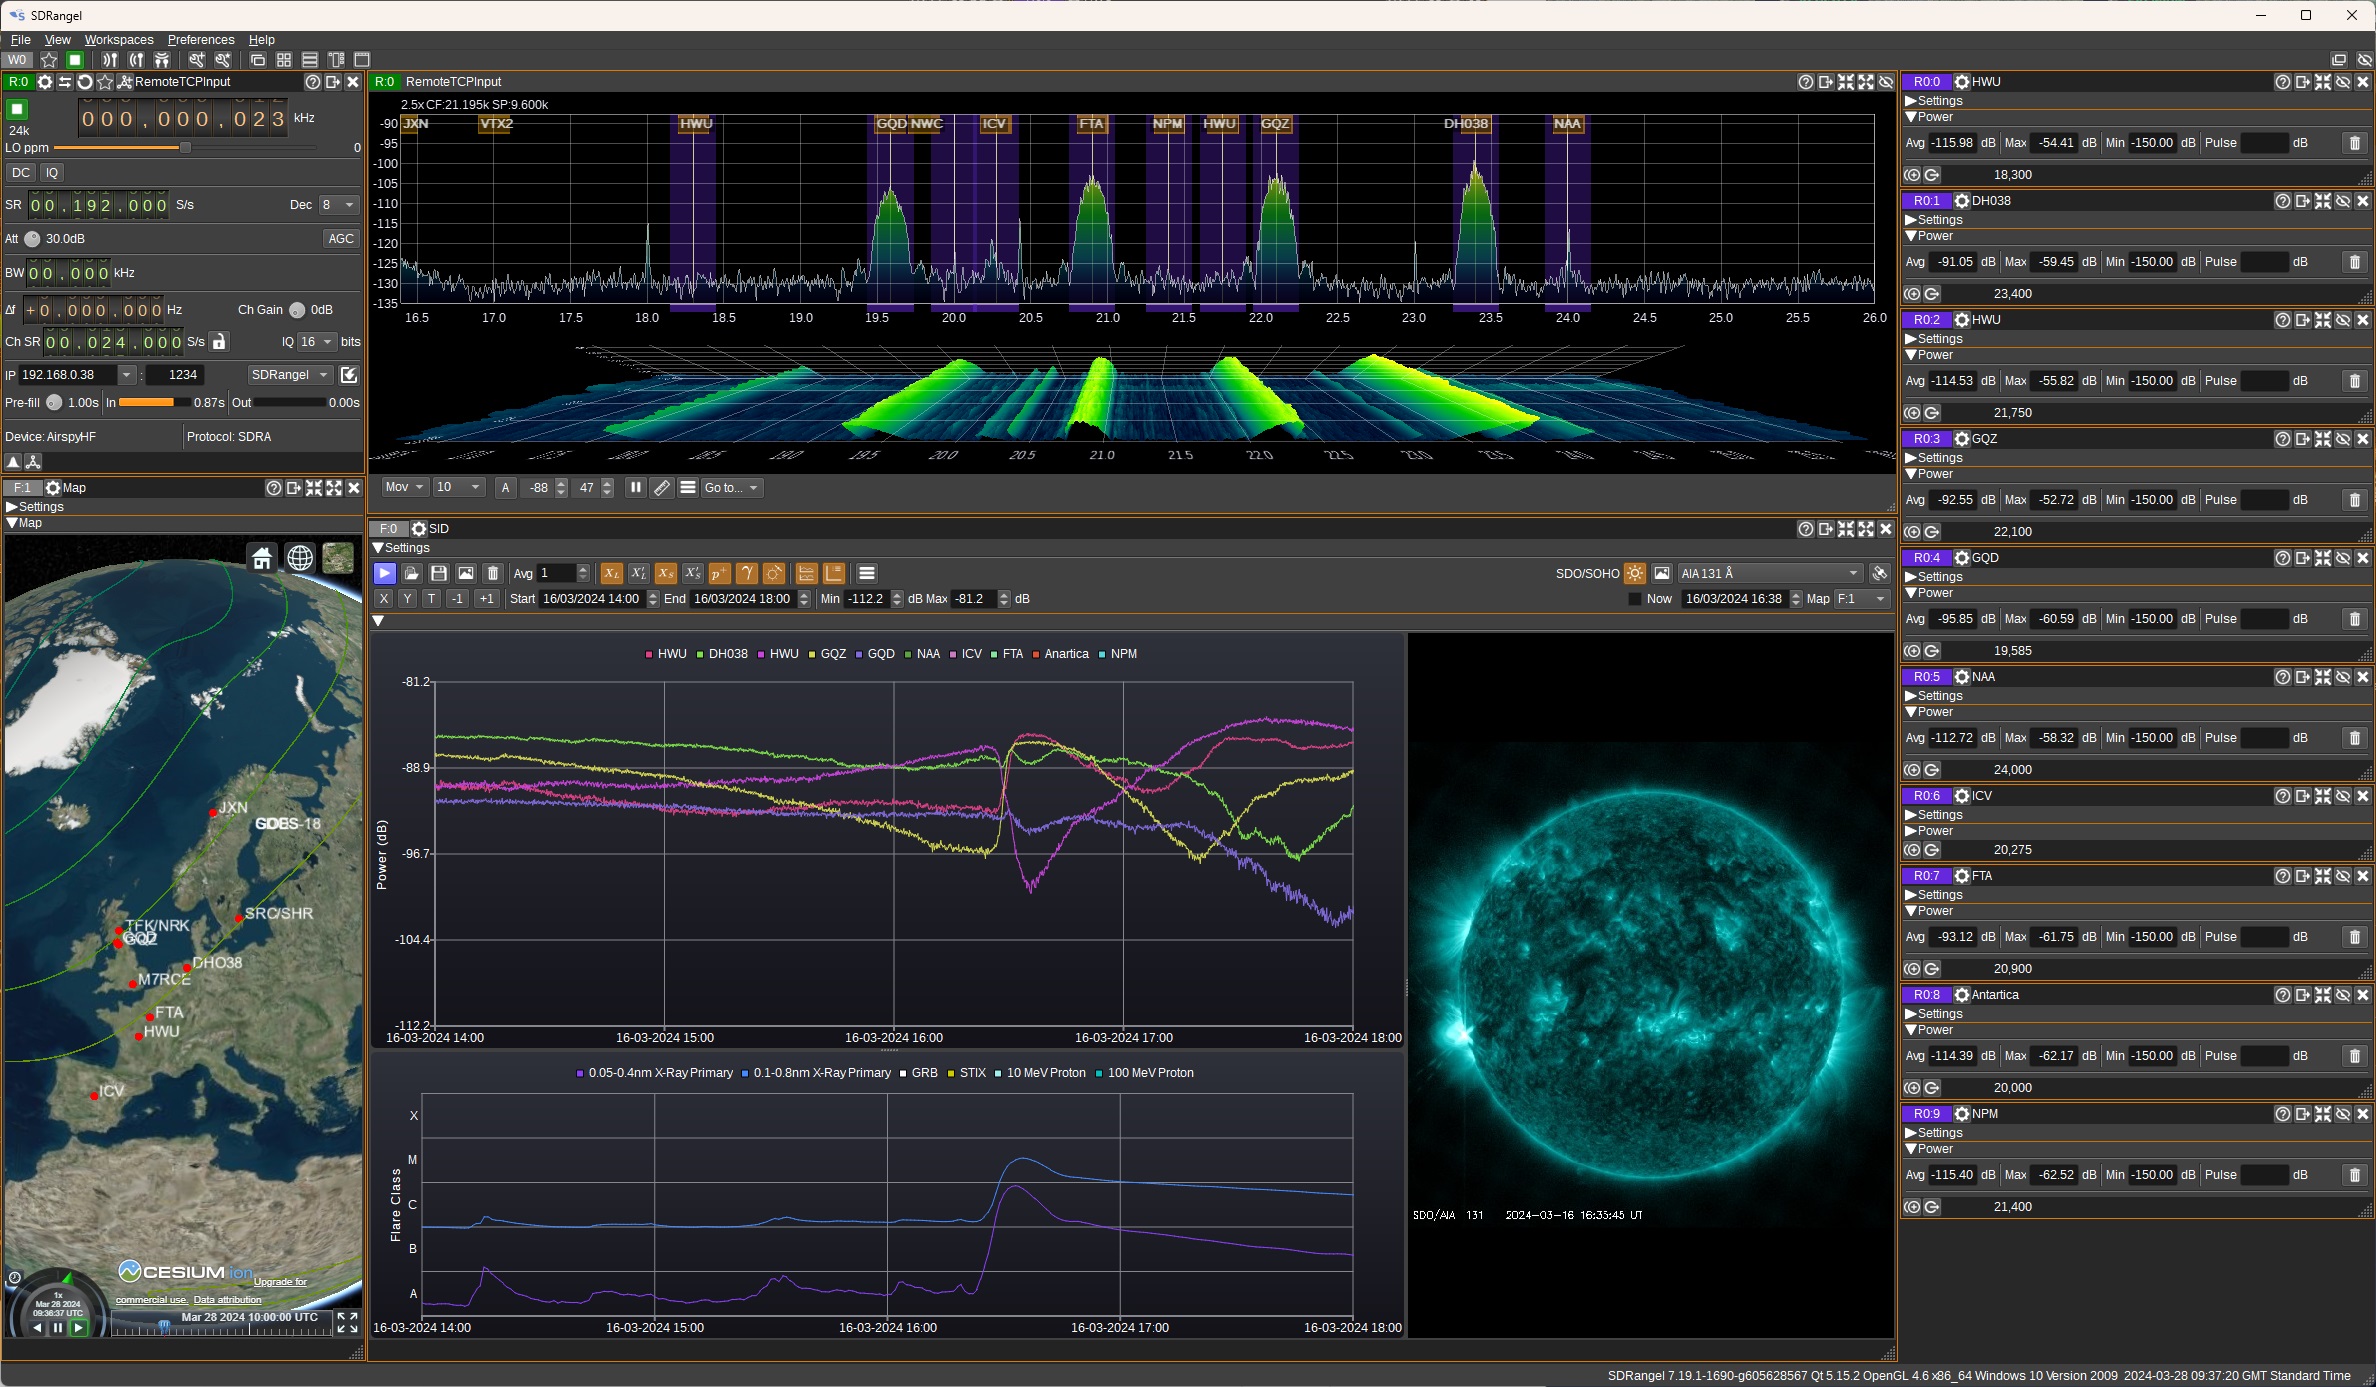 SDRangel
File View Workspaces Preferences Help
W0
R:0 RemoteTCPInput
000,000,023 kHz
24k
LO ppm 0
DC IQ
SR 00,192,000 S/s Dec 8
Att 30.0dB AGC
BW 00,000 kHz
Δf +0,000,000 Hz Ch Gain 0dB
Ch SR 00,024,000 S/s IQ 16 bits
IP 192.168.0.38 : 1234 SDRangel
Pre-fill 1.00s In 0.87s Out 0.00s
Device: AirspyHF Protocol: SDRA
F:1 Map
Settings
Map
JXN
GOES-18
SRC/SHR
TFK/NRK
GQZ
DHO38
M7RCE
FTA
HWU
ICV
CESIUM ion Upgrade for
commercial use. Data attribution
1x
Mar 28 2024
09:36:37 UTC
Mar 28 2024 10:00:00 UTC
R:0 RemoteTCPInput
2.5x CF:21.195k SP:9.600k
JXN VTX2 HWU GQD NWC ICV FTA NPM HWU GQZ DH038 NAA
-90
-95
-100
-105
-110
-115
-120
-125
-130
-135
16.5 17.0 17.5 18.0 18.5 19.0 19.5 20.0 20.5 21.0 21.5 22.0 22.5 23.0 23.5 24.0 24.5 25.0 25.5 26.0
19.0 19.5 20.0 20.5 21.0 21.5 22.0 22.5 23.0 23.5
Mov 10 A -88 47 Go to...
F:0 SID
Settings
Avg 1 XL X'L XS X'S p+ γ SDO/SOHO AIA 131 Å
X Y T -1 +1 Start 16/03/2024 14:00 End 16/03/2024 18:00 Min -112.2 dB Max -81.2 dB Now 16/03/2024 16:38 Map F:1
HWU DH038 HWU GQZ GQD NAA ICV FTA Anartica NPM
Power (dB)
-81.2
-88.9
-96.7
-104.4
-112.2
16-03-2024 14:00 16-03-2024 15:00 16-03-2024 16:00 16-03-2024 17:00 16-03-2024 18:00
0.05-0.4nm X-Ray Primary 0.1-0.8nm X-Ray Primary GRB STIX 10 MeV Proton 100 MeV Proton
Flare Class
X
M
C
B
A
16-03-2024 14:00 16-03-2024 15:00 16-03-2024 16:00 16-03-2024 17:00 16-03-2024 18:00
SDO/AIA 131 2024-03-16 16:35:45 UT
R0:0 HWU
Settings
Power
Avg -115.98 dB Max -54.41 dB Min -150.00 dB Pulse dB
18,300
R0:1 DH038
Settings
Power
Avg -91.05 dB Max -59.45 dB Min -150.00 dB Pulse dB
23,400
R0:2 HWU
Settings
Power
Avg -114.53 dB Max -55.82 dB Min -150.00 dB Pulse dB
21,750
R0:3 GQZ
Settings
Power
Avg -92.55 dB Max -52.72 dB Min -150.00 dB Pulse dB
22,100
R0:4 GQD
Settings
Power
Avg -95.85 dB Max -60.59 dB Min -150.00 dB Pulse dB
19,585
R0:5 NAA
Settings
Power
Avg -112.72 dB Max -58.32 dB Min -150.00 dB Pulse dB
24,000
R0:6 ICV
Settings
Power
20,275
R0:7 FTA
Settings
Power
Avg -93.12 dB Max -61.75 dB Min -150.00 dB Pulse dB
20,900
R0:8 Antartica
Settings
Power
Avg -114.39 dB Max -62.17 dB Min -150.00 dB Pulse dB
20,000
R0:9 NPM
Settings
Power
Avg -115.40 dB Max -62.52 dB Min -150.00 dB Pulse dB
21,400
SDRangel 7.19.1-1690-g605628567 Qt 5.15.2 OpenGL 4.6 x86_64 Windows 10 Version 2009 2024-03-28 09:37:20 GMT Standard Time